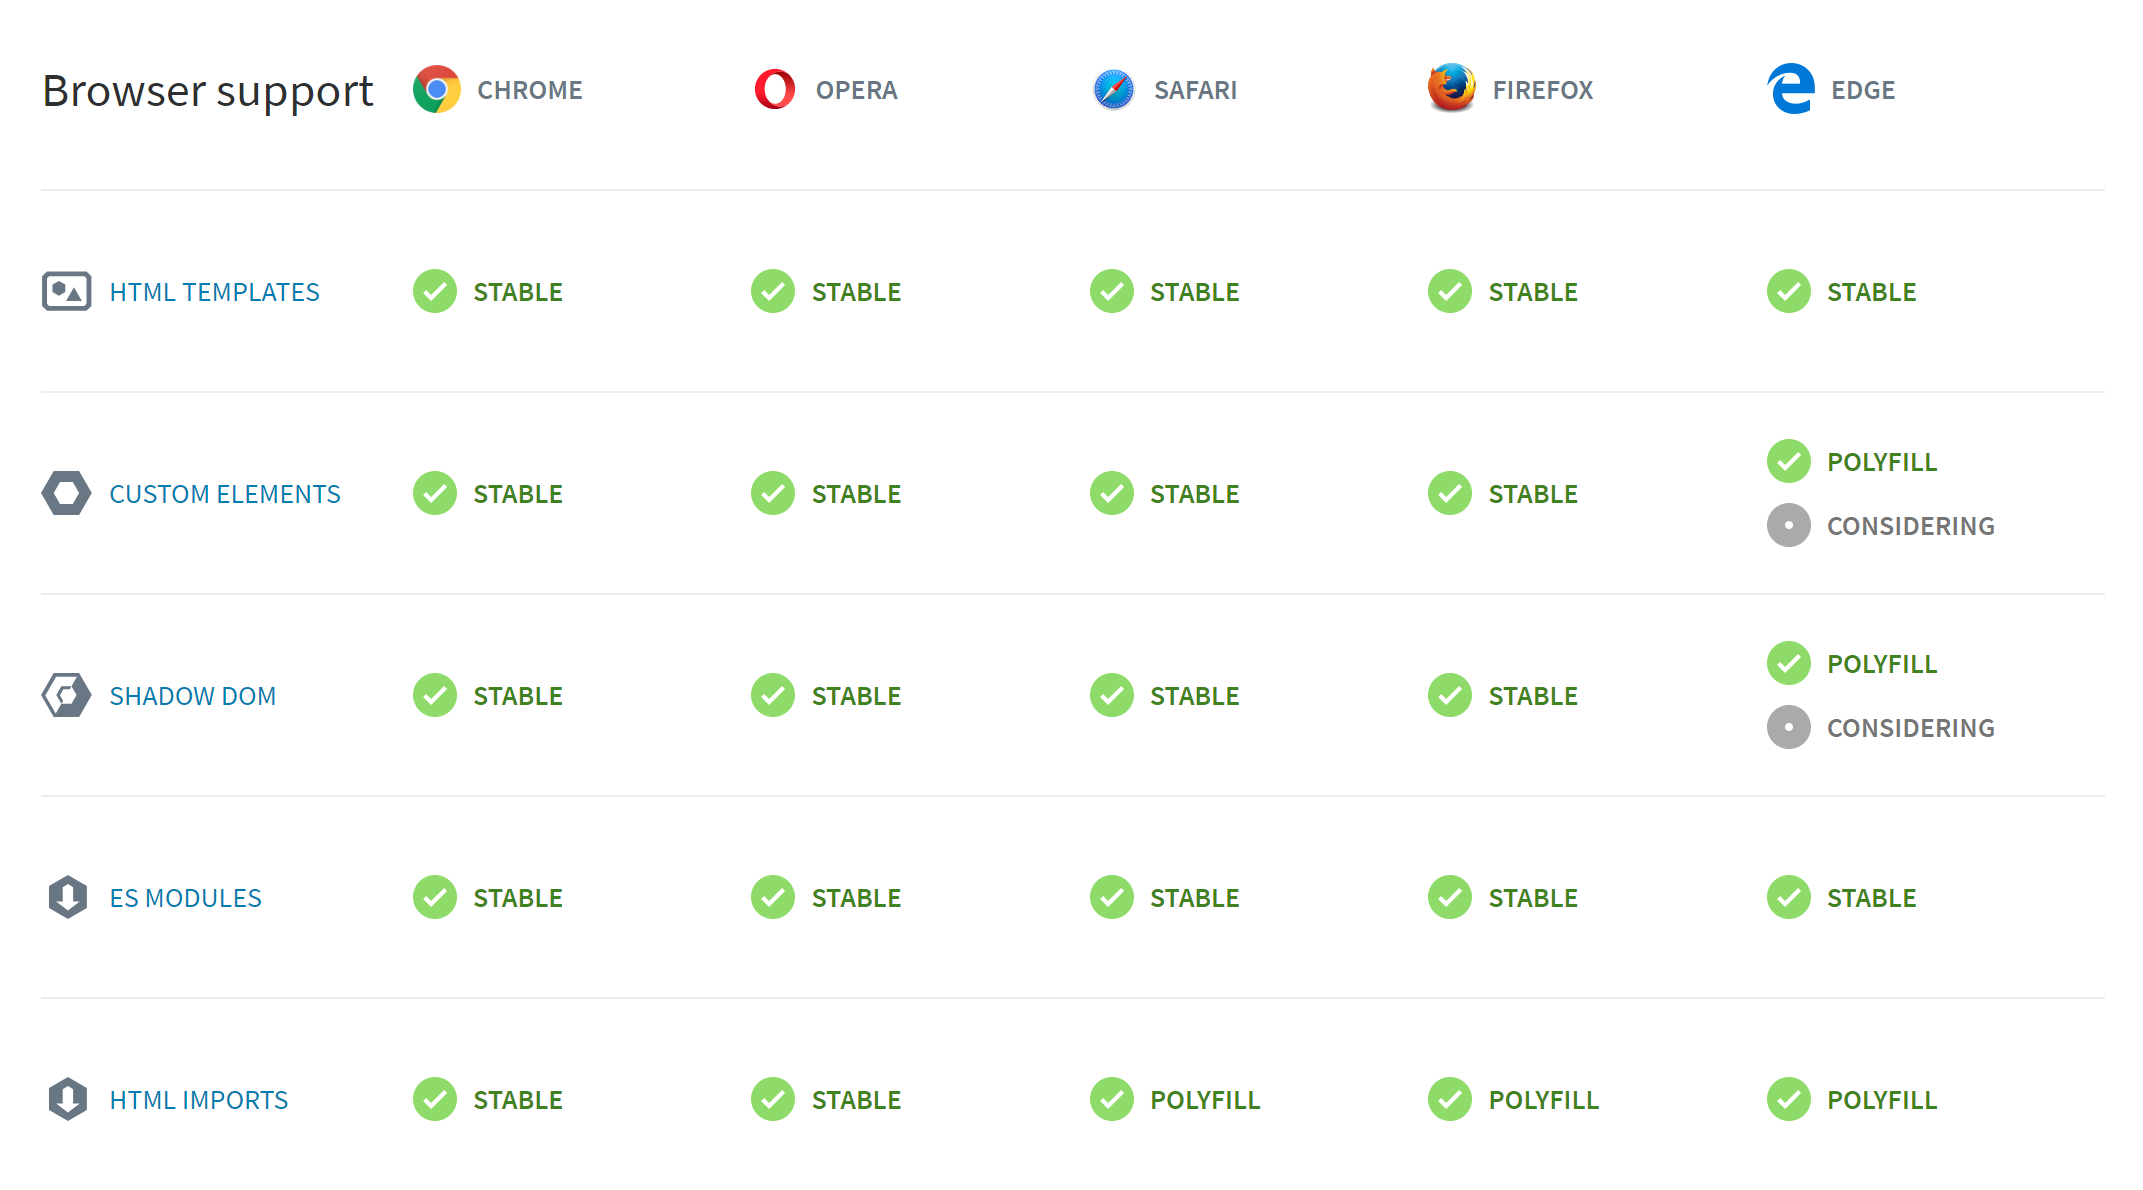 Browser support CHROME OPERA SAFARI FIREFOX EDGE
HTML TEMPLATES STABLE STABLE STABLE STABLE STABLE
CUSTOM ELEMENTS STABLE STABLE STABLE STABLE POLYFILL
CONSIDERING
SHADOW DOM STABLE STABLE STABLE STABLE POLYFILL
CONSIDERING
ES MODULES STABLE STABLE STABLE STABLE STABLE
HTML IMPORTS STABLE STABLE POLYFILL POLYFILL POLYFILL